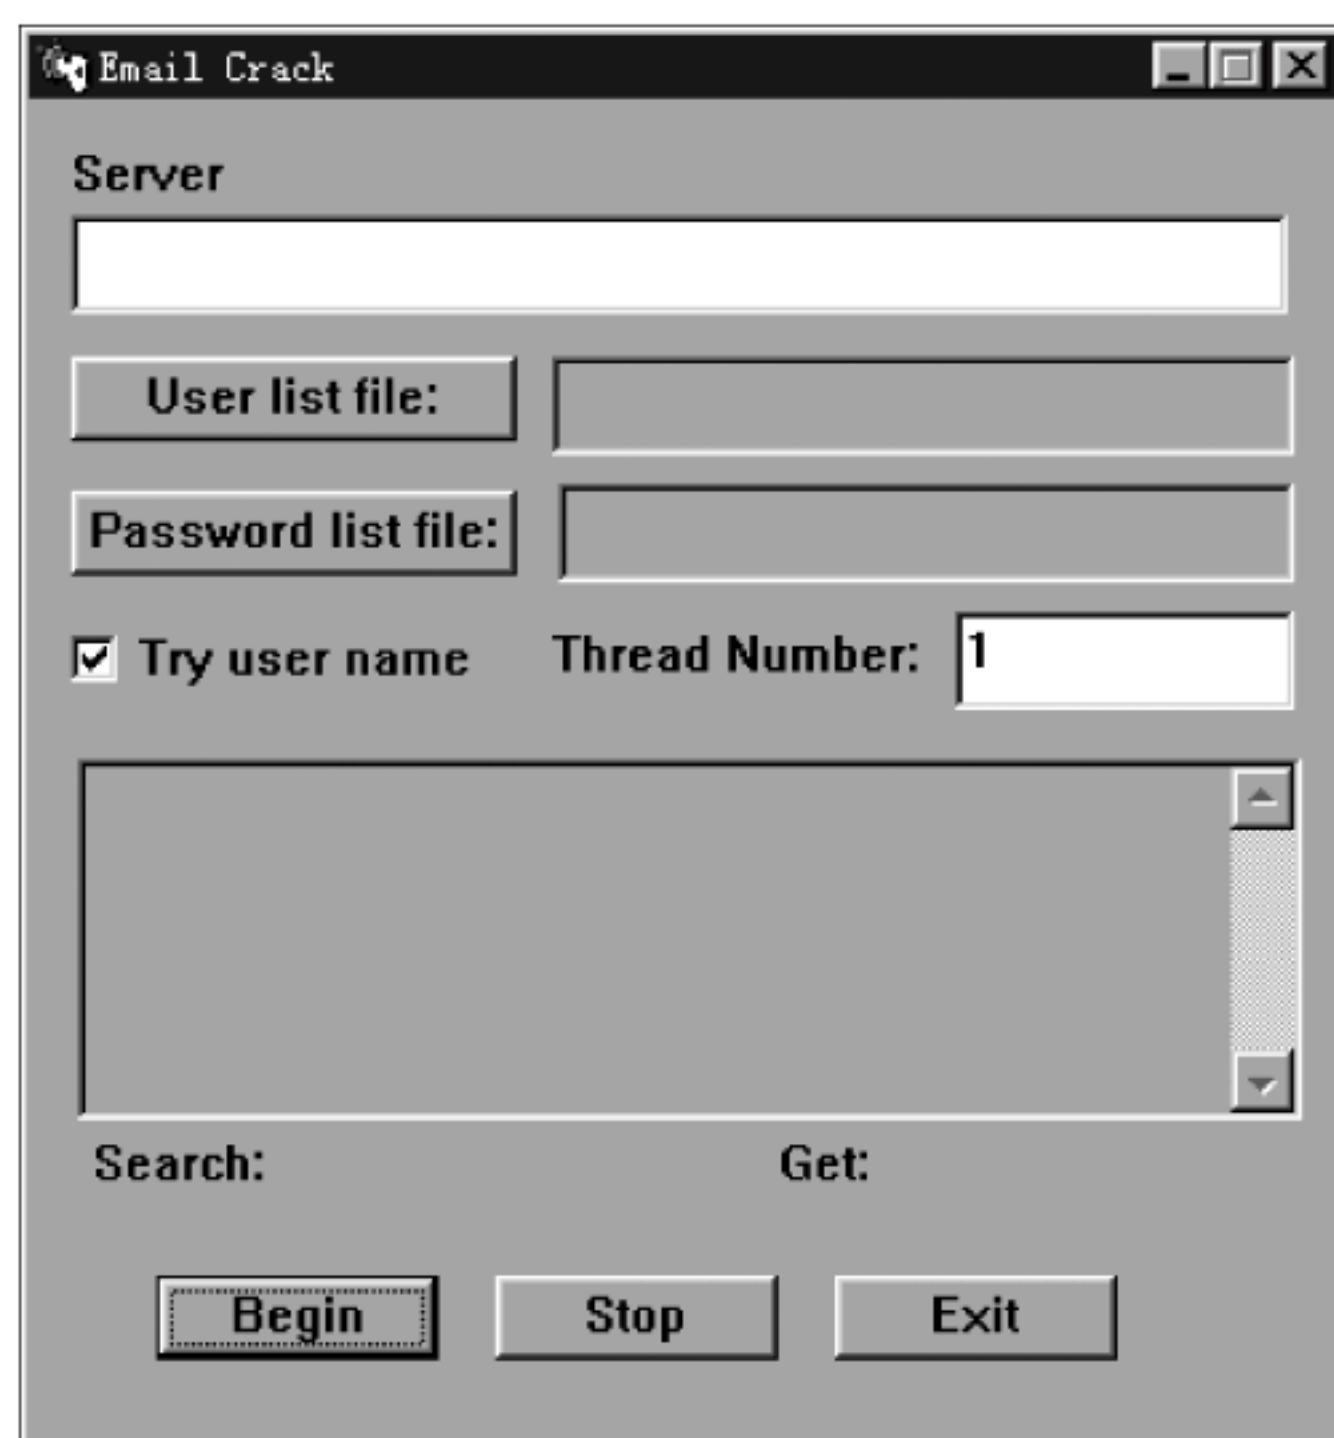 Email Crack
Server
User list file:
Password list file:
Try user name Thread Number: 1
Search: Get:
Begin Stop Exit